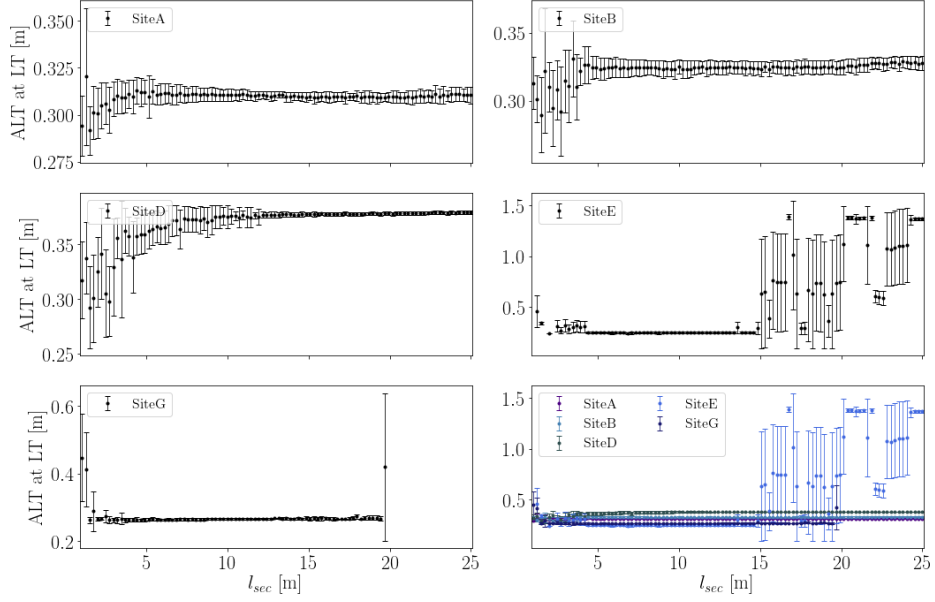 SiteA
ALT at LT [m]
0.350
0.325
0.300
0.275
SiteB
0.35
0.30
SiteD
ALT at LT [m]
0.35
0.25
SiteE
1.5
1.0
0.5
SiteG
ALT at LT [m]
0.6
0.4
0.2
5 10 15 20 25
l_sec [m]
SiteA SiteE
SiteB SiteG
SiteD
1.5
1.0
0.5
5 10 15 20 25
l_sec [m]